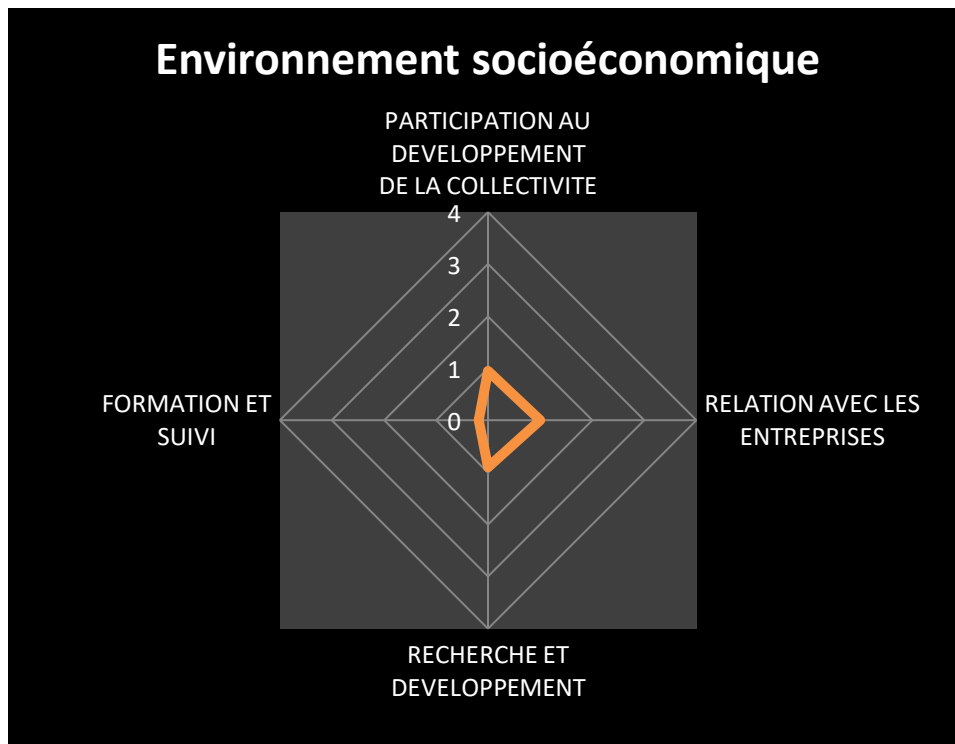 Environnement socioéconomique
PARTICIPATION AU
DEVELOPPEMENT
DE LA COLLECTIVITE
4
3
2
1
0
FORMATION ET
SUIVI
RELATION AVEC LES
ENTREPRISES
RECHERCHE ET
DEVELOPPEMENT